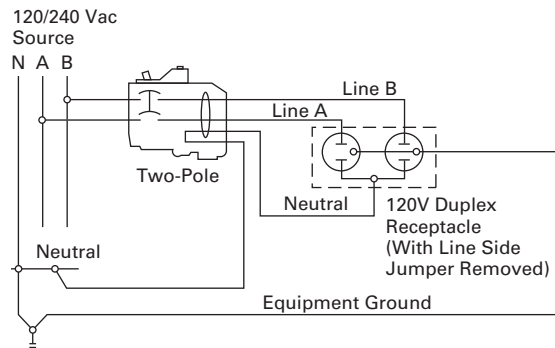 120/240 Vac
Source
N A B
Line B
Line A
Two-Pole
Neutral
120V Duplex
Receptacle
(With Line Side
Jumper Removed)
Neutral
Equipment Ground